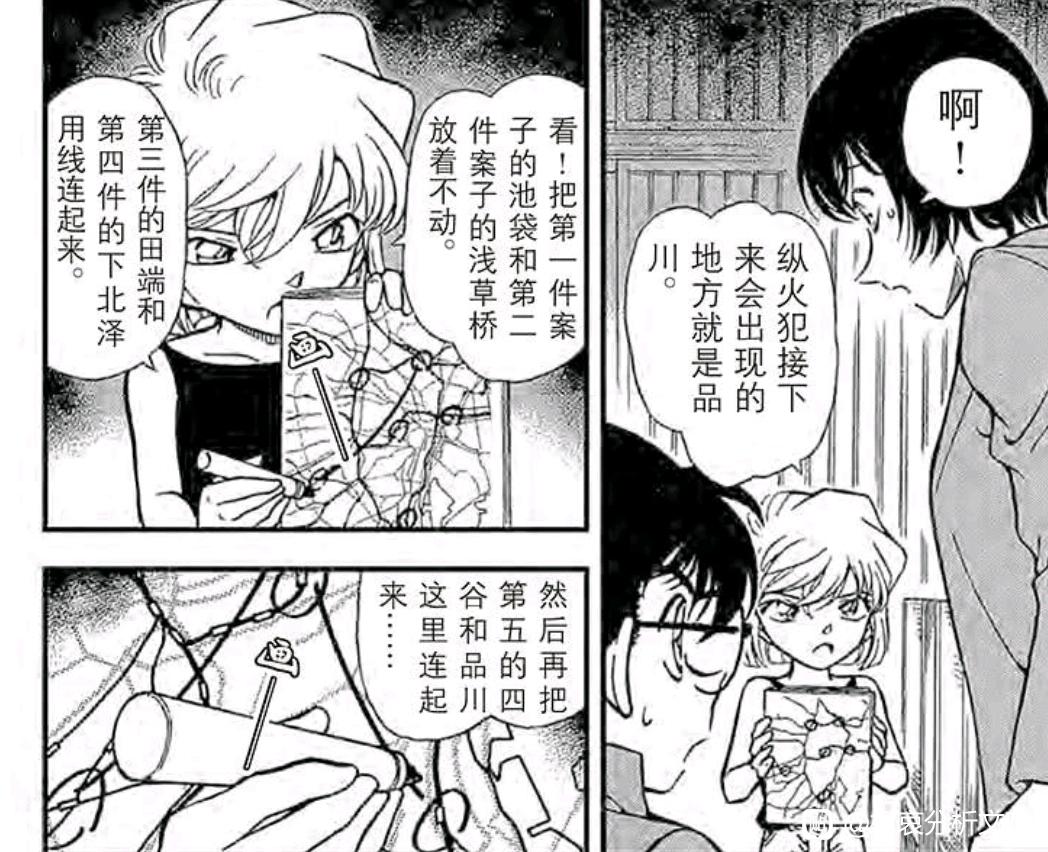 啊！
纵火犯接下
来会出现的
地方就是品
川。
看！把第一件案
子的池袋和第二
件案子的浅草桥
放着不动。
第三件的田端和
第四件的下北泽
用线连起来。
然后再把
第五的四
谷和品川
这里连起
来……
哀分析文